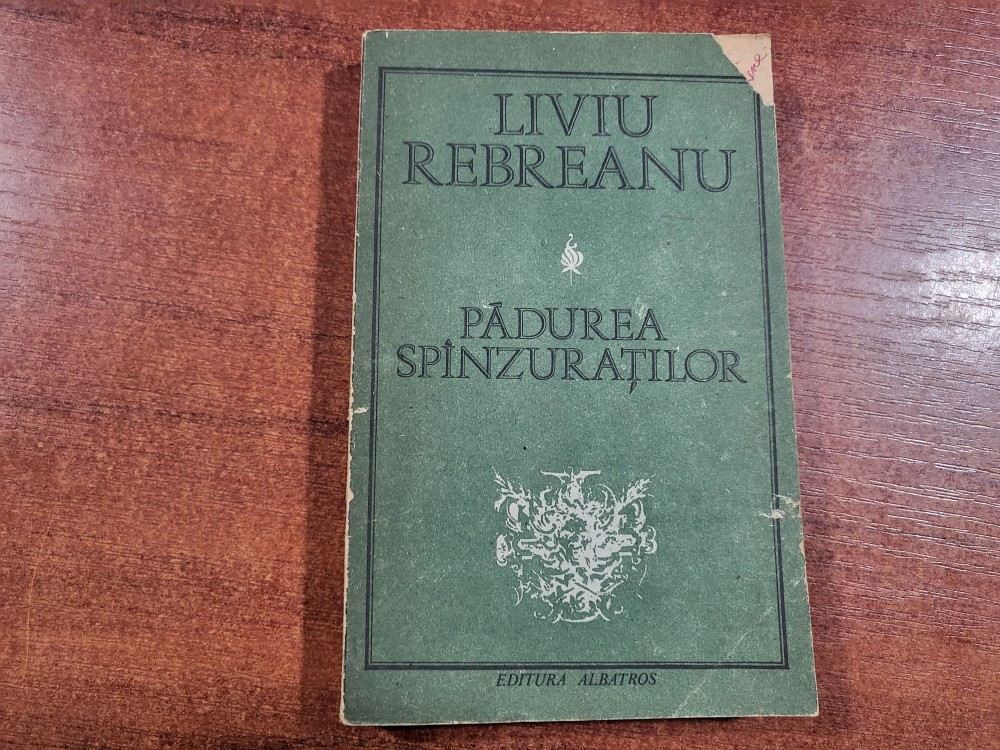 LIVIU
REBREANU
PĂDUREA
SPÎNZURAȚILOR
EDITURA ALBATROS